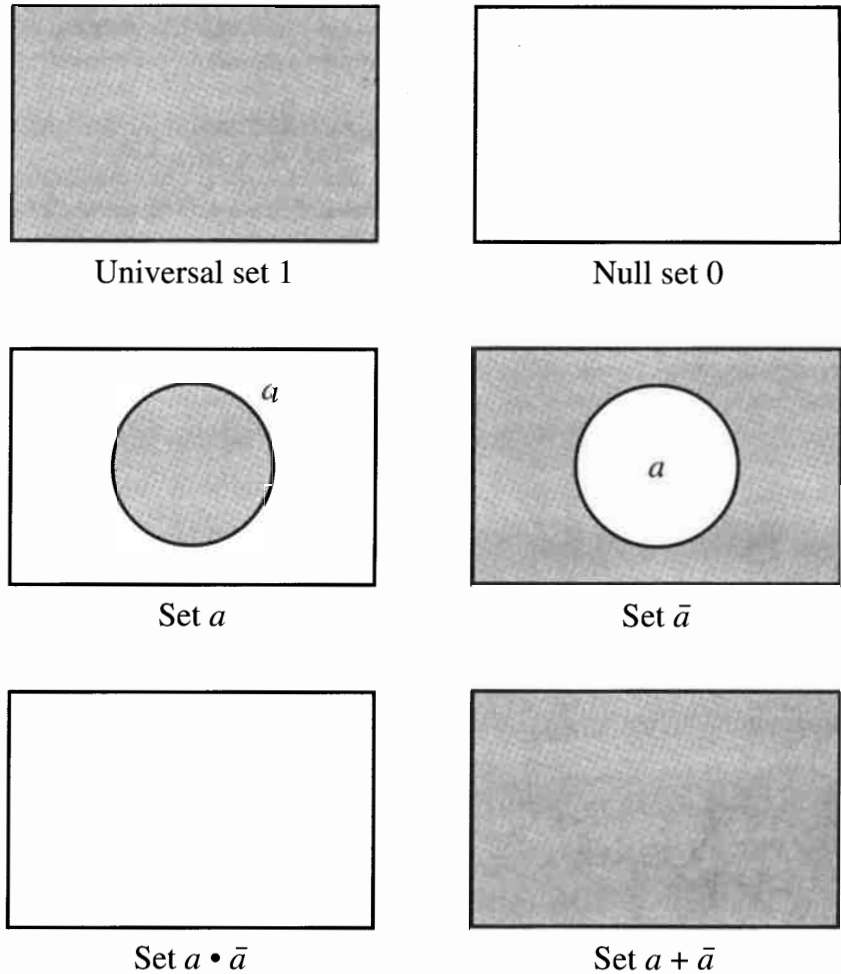 Universal set 1
Null set 0
a
a
Set a
Set ā
Set a • ā
Set a + ā